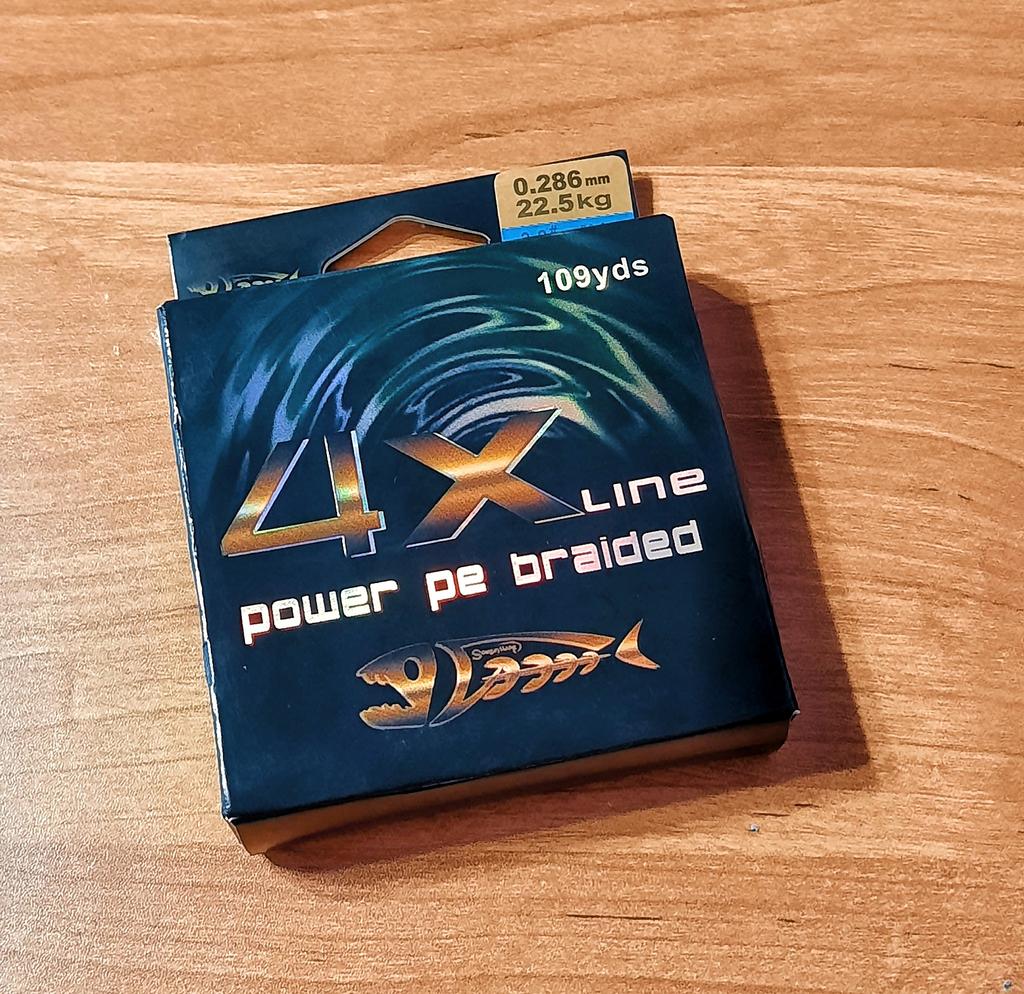 0.286mm
22.5kg
109yds
4X LINE
power pe braided